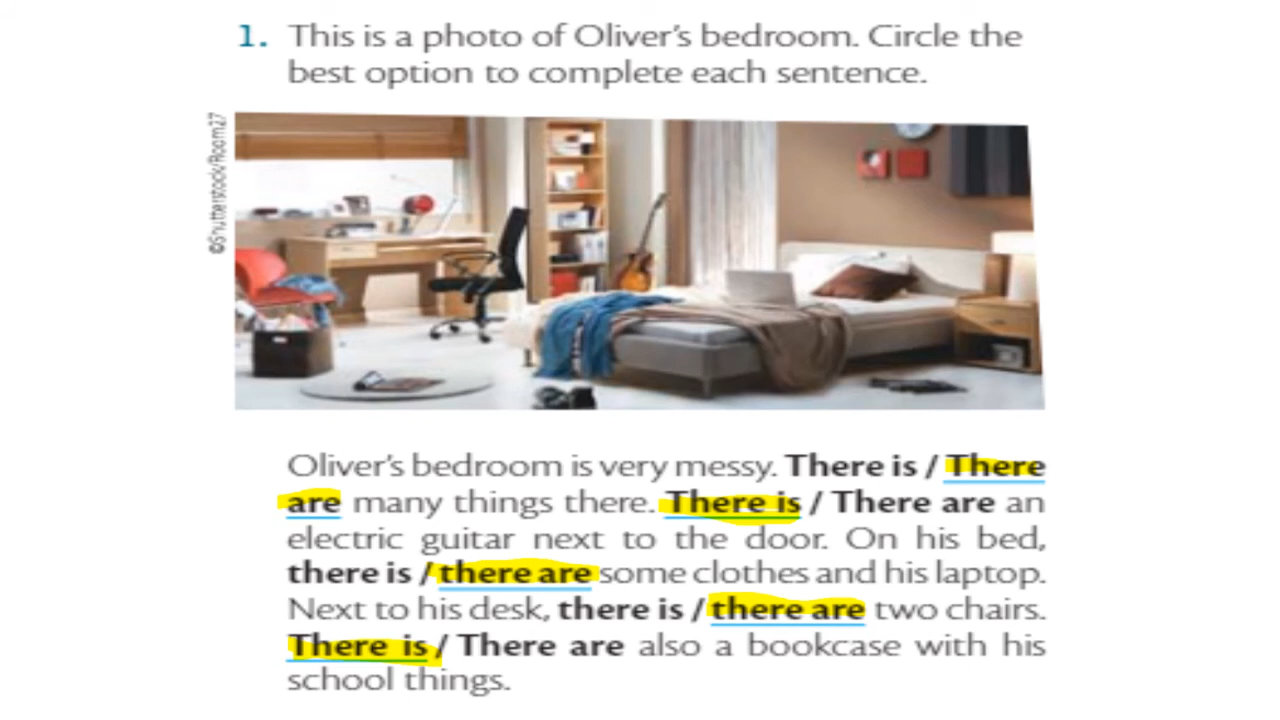 1. This is a photo of Oliver's bedroom. Circle the
best option to complete each sentence.
©Shutterstock/Room27
Oliver's bedroom is very messy. There is / There
are many things there. There is / There are an
electric guitar next to the door. On his bed,
there is / there are some clothes and his laptop.
Next to his desk, there is / there are two chairs.
There is / There are also a bookcase with his
school things.